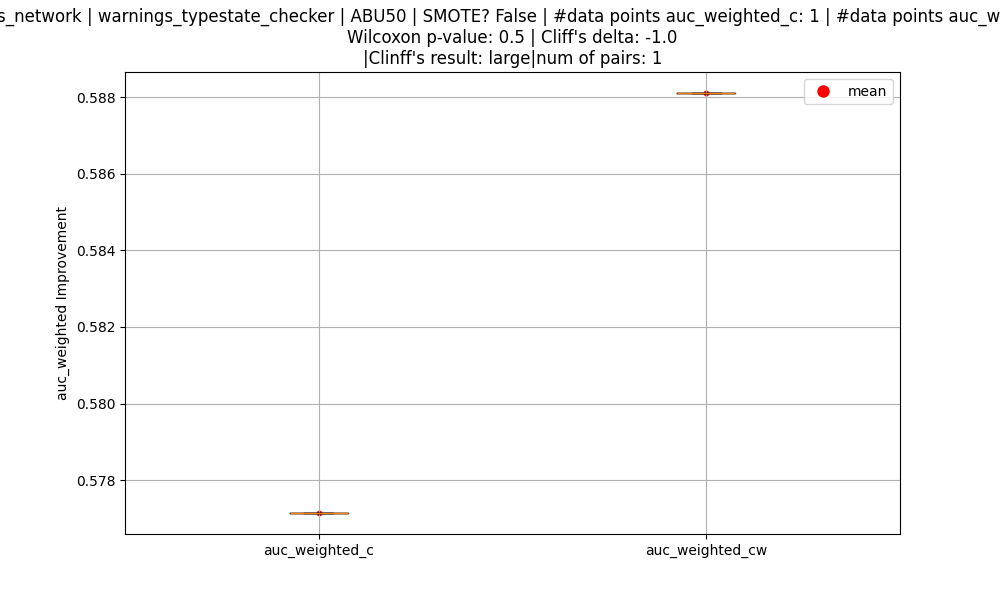 s_network | warnings_typestate_checker | ABU50 | SMOTE? False | #data points auc_weighted_c: 1 | #data points auc_w
Wilcoxon p-value: 0.5 | Cliff's delta: -1.0
|Clinff's result: large|num of pairs: 1
mean
0.588
0.586
0.584
0.582
0.580
0.578
auc_weighted Improvement
auc_weighted_c
auc_weighted_cw